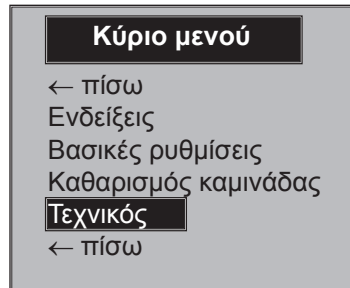 Κύριο μενού
← πίσω
Ενδείξεις
Βασικές ρυθμίσεις
Καθαρισμός καμινάδας
Τεχνικός
← πίσω